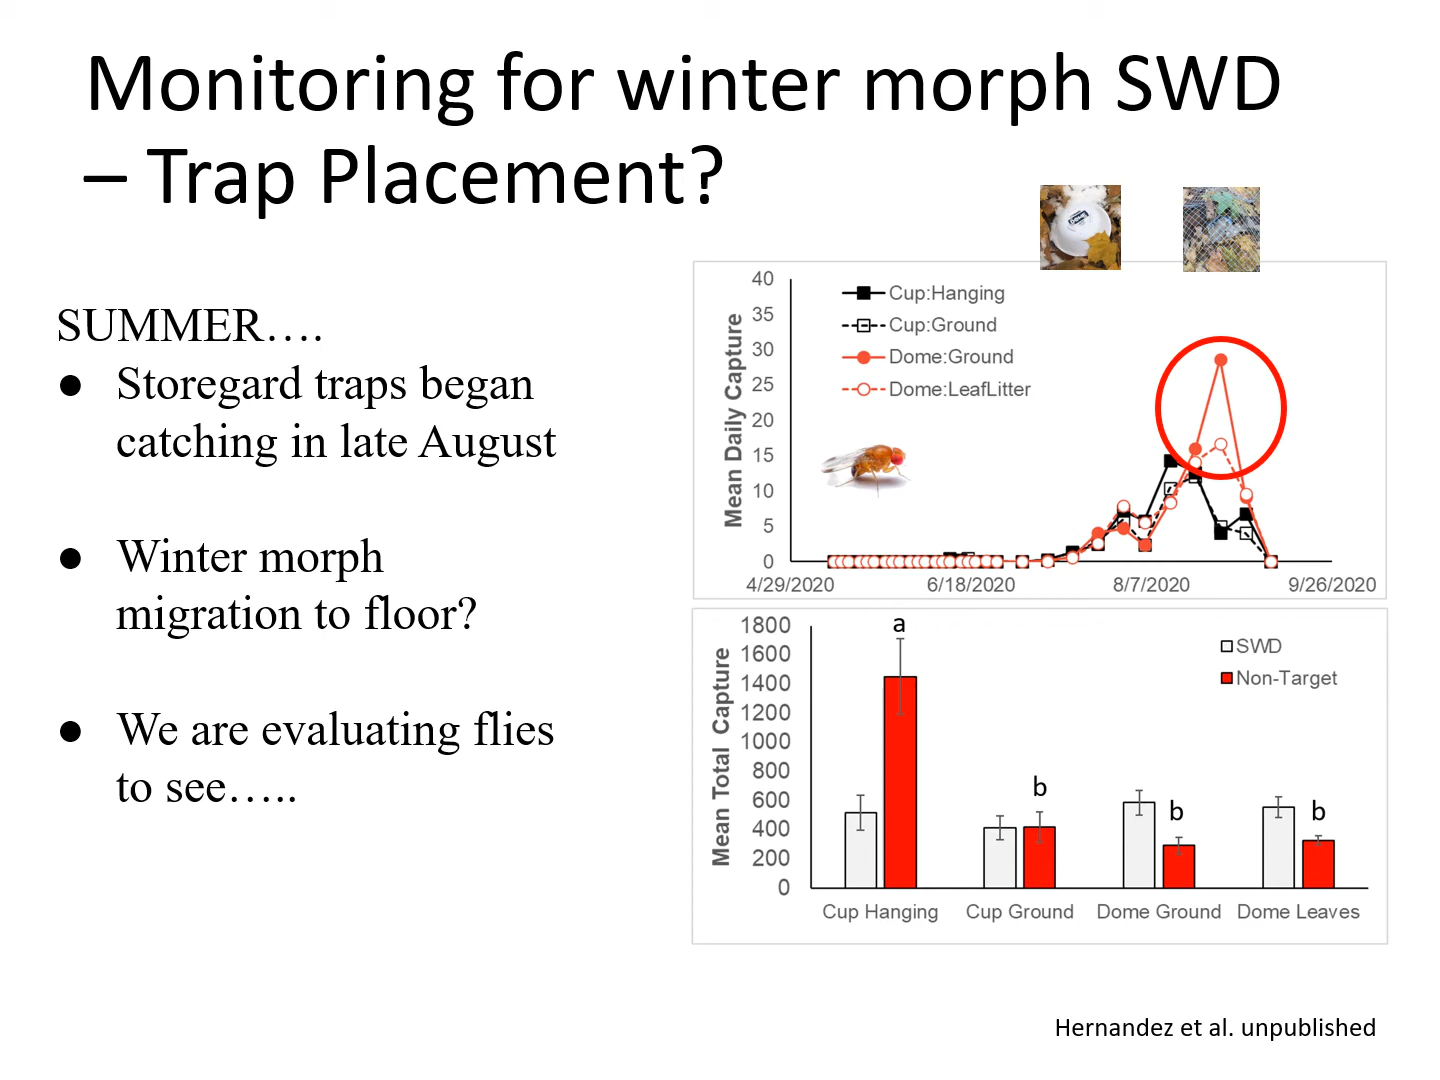 Monitoring for winter morph SWD
– Trap Placement?
SUMMER….
● Storegard traps began
catching in late August
● Winter morph
migration to floor?
● We are evaluating flies
to see…..
Mean Daily Capture
40
35
30
25
20
15
10
5
0
Cup:Hanging
Cup:Ground
Dome:Ground
Dome:LeafLitter
4/29/2020 6/18/2020 8/7/2020 9/26/2020
Mean Total Capture
1800
1600
1400
1200
1000
800
600
400
200
0
a
b
b
b
SWD
Non-Target
Cup Hanging Cup Ground Dome Ground Dome Leaves
Hernandez et al. unpublished